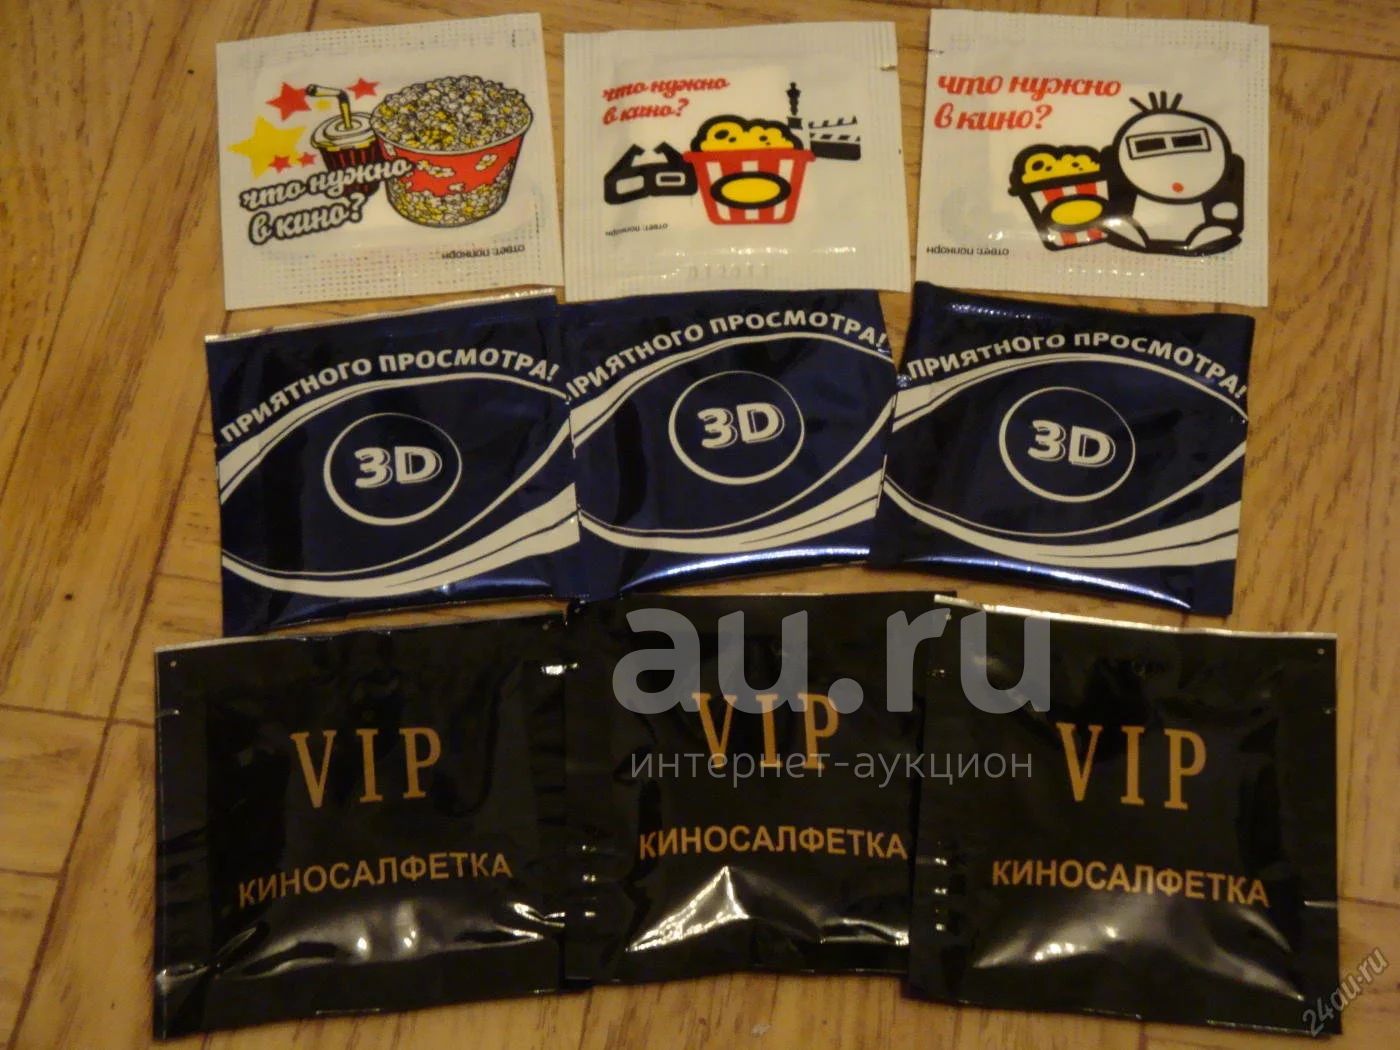 что нужно
в кино?
ответ: попкорн
что нужно
в кино?
ответ: попкорн
что нужно
в кино?
ответ: попкорн
ПРИЯТНОГО ПРОСМОТРА!
3D
ПРИЯТНОГО ПРОСМОТРА!
3D
ПРИЯТНОГО ПРОСМОТРА!
3D
au.ru
интернет-аукцион
VIP
КИНОСАЛФЕТКА
VIP
КИНОСАЛФЕТКА
VIP
КИНОСАЛФЕТКА
24au.ru